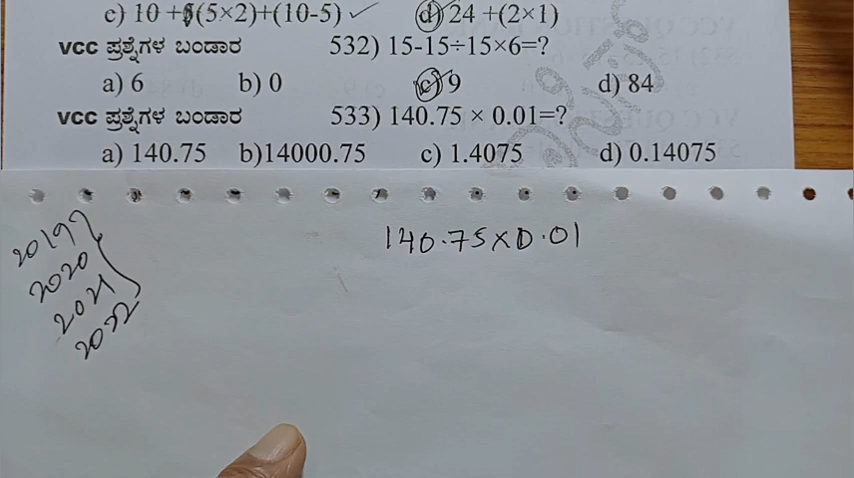 c) 10 +5(5×2)+(10-5) ✓ d) 24 +(2×1)
vcc ಪ್ರಶ್ನೆಗಳ ಬಂಡಾರ 532) 15-15÷15×6=?
a) 6 b) 0 c) 9 d) 84
vcc ಪ್ರಶ್ನೆಗಳ ಬಂಡಾರ 533) 140.75 × 0.01=?
a) 140.75 b)14000.75 c) 1.4075 d) 0.14075
140.75×0.01
2019
2020
2021
2022